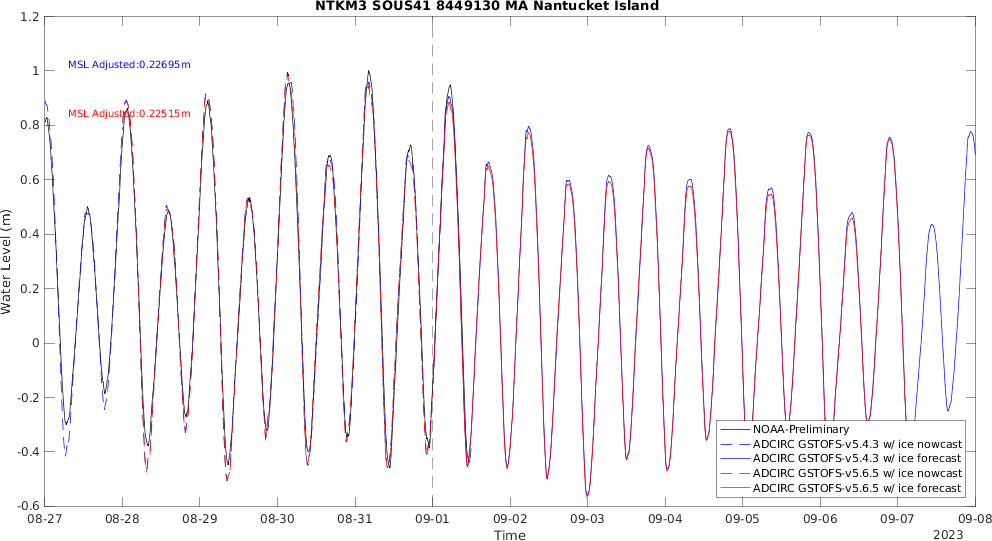 NTKM3 SOUS41 8449130 MA Nantucket Island
1.2
1
0.8
0.6
0.4
0.2
0
-0.2
-0.4
-0.6
Water Level (m)
MSL Adjusted:0.22695m
MSL Adjusted:0.22515m
NOAA-Preliminary
ADCIRC GSTOFS-v5.4.3 w/ ice nowcast
ADCIRC GSTOFS-v5.4.3 w/ ice forecast
ADCIRC GSTOFS-v5.6.5 w/ ice nowcast
ADCIRC GSTOFS-v5.6.5 w/ ice forecast
08-27 08-28 08-29 08-30 08-31 09-01 09-02 09-03 09-04 09-05 09-06 09-07 09-08
Time
2023